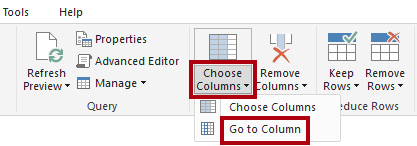 Tools Help
Refresh Preview
Properties
Advanced Editor
Manage
Query
Choose Columns
Remove Columns
Keep Rows
Remove Rows
Choose Columns
Go to Column
educe Rows